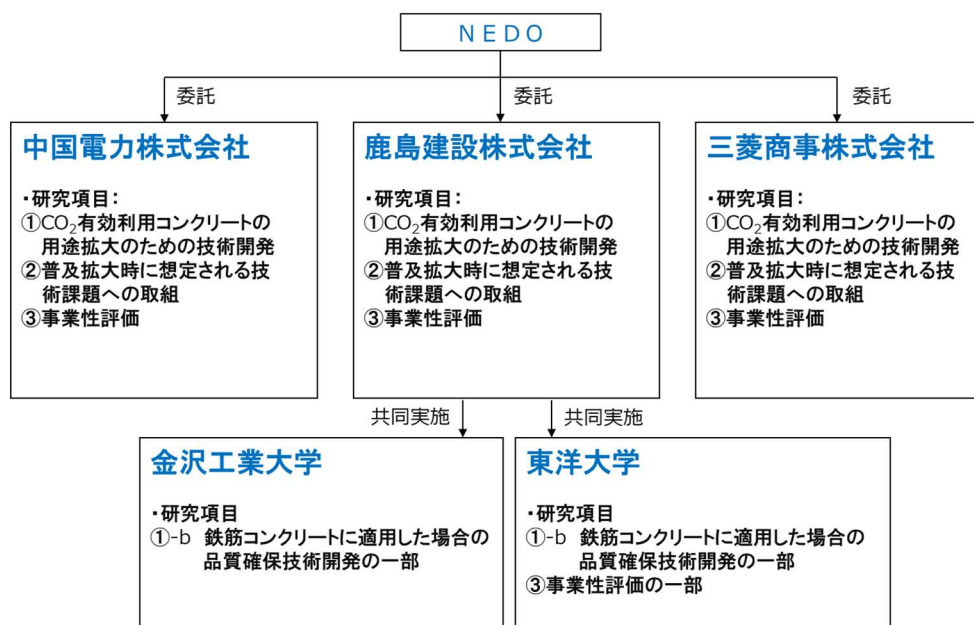 NEDO
委託
委託
委託
中国電力株式会社
・研究項目：
①CO₂有効利用コンクリートの
用途拡大のための技術開発
②普及拡大時に想定される技
術課題への取組
③事業性評価
鹿島建設株式会社
・研究項目：
①CO₂有効利用コンクリートの
用途拡大のための技術開発
②普及拡大時に想定される技
術課題への取組
③事業性評価
三菱商事株式会社
・研究項目：
①CO₂有効利用コンクリートの
用途拡大のための技術開発
②普及拡大時に想定される技
術課題への取組
③事業性評価
共同実施
共同実施
金沢工業大学
・研究項目
①-b 鉄筋コンクリートに適用した場合の
品質確保技術開発の一部
東洋大学
・研究項目
①-b 鉄筋コンクリートに適用した場合の
品質確保技術開発の一部
③事業性評価の一部